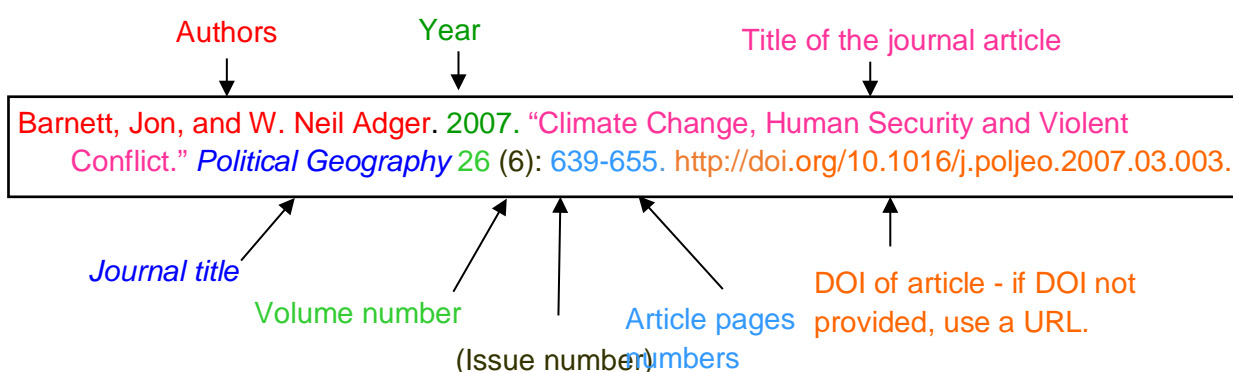 Authors
Year
Title of the journal article
Barnett, Jon, and W. Neil Adger. 2007. “Climate Change, Human Security and Violent
Conflict.” Political Geography 26 (6): 639-655. http://doi.org/10.1016/j.poljeo.2007.03.003.
Journal title
Volume number
(Issue number)
Article pages
numbers
DOI of article - if DOI not
provided, use a URL.